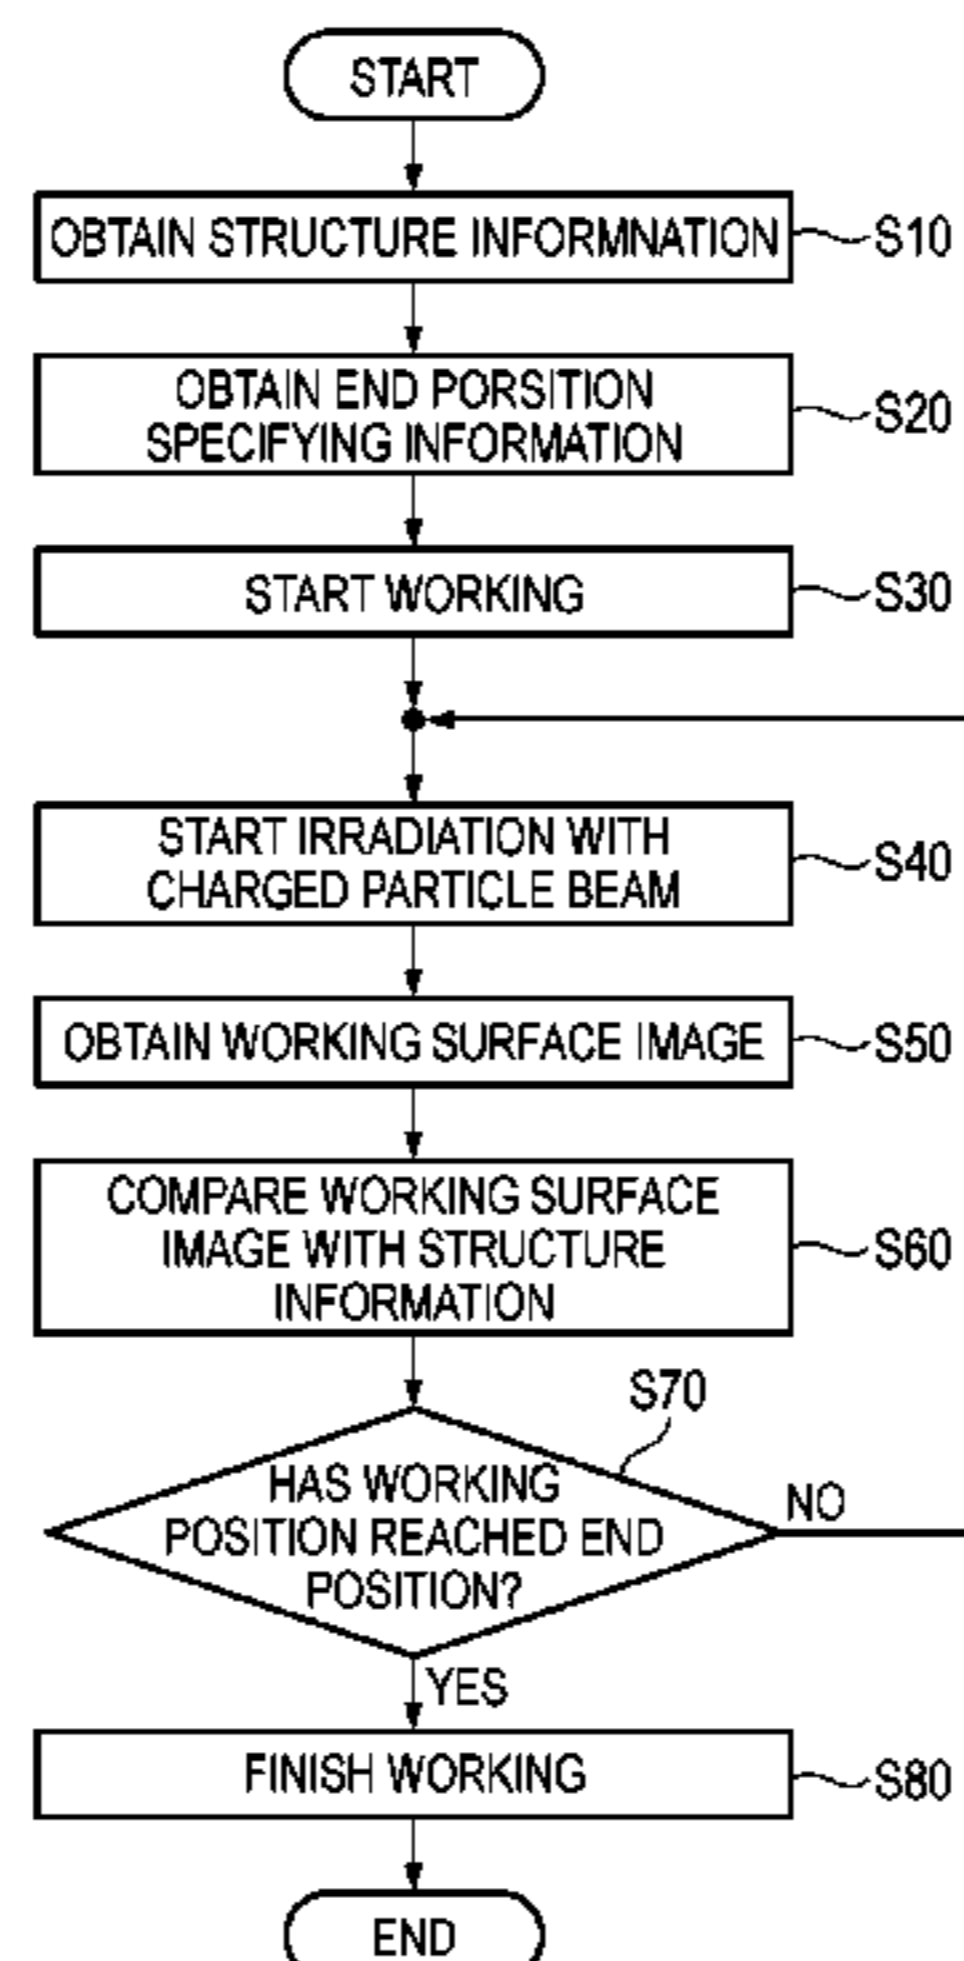 START
OBTAIN STRUCTURE INFORMNATION
S10
OBTAIN END PORSITION
SPECIFYING INFORMATION
S20
START WORKING
S30
START IRRADIATION WITH
CHARGED PARTICLE BEAM
S40
OBTAIN WORKING SURFACE IMAGE
S50
COMPARE WORKING SURFACE
IMAGE WITH STRUCTURE
INFORMATION
S60
S70
HAS WORKING
POSITION REACHED END
POSITION?
NO
YES
FINISH WORKING
S80
END